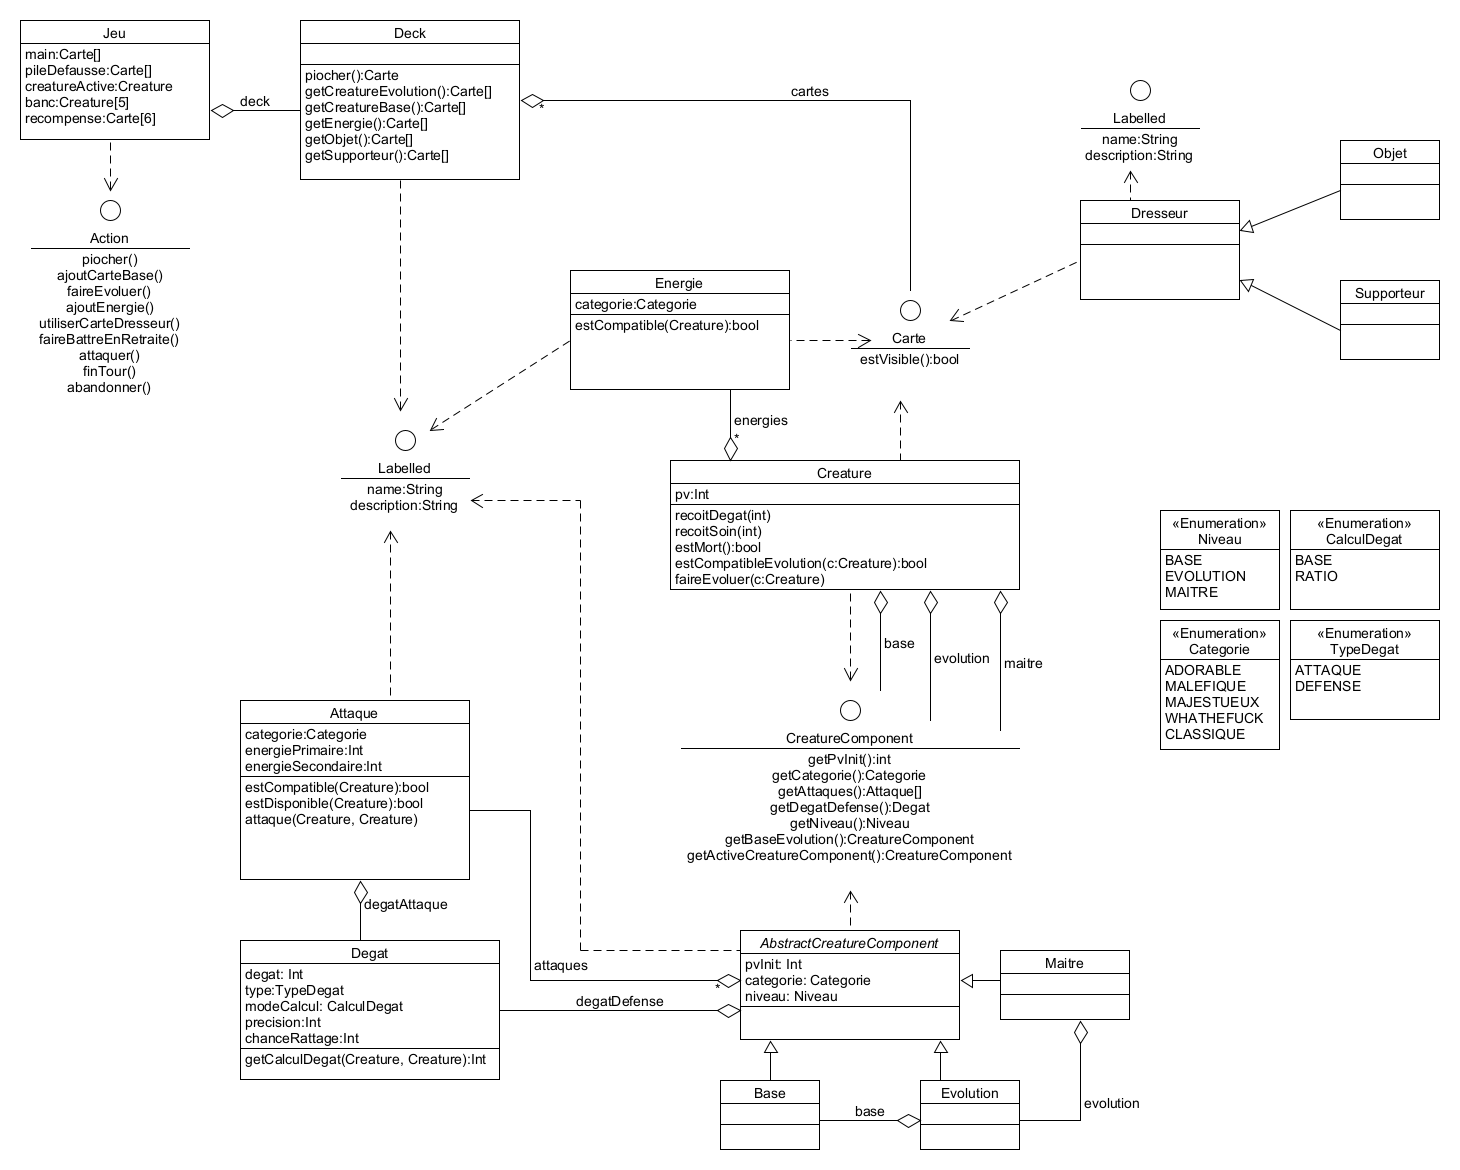 Jeu
main:Carte[]
pileDefausse:Carte[]
creatureActive:Creature
banc:Creature[5]
recompense:Carte[6]
deck
Deck
piocher():Carte
getCreatureEvolution():Carte[]
getCreatureBase():Carte[]
getEnergie():Carte[]
getObjet():Carte[]
getSupporteur():Carte[]
*
cartes
Labelled
name:String
description:String
Objet
Dresseur
Supporteur
Action
piocher()
ajoutCarteBase()
faireEvoluer()
ajoutEnergie()
utiliserCarteDresseur()
faireBattreEnRetraite()
attaquer()
finTour()
abandonner()
Energie
categorie:Categorie
estCompatible(Creature):bool
Carte
estVisible():bool
energies
*
Labelled
name:String
description:String
Creature
pv:Int
recoitDegat(int)
recoitSoin(int)
estMort():bool
estCompatibleEvolution(c:Creature):bool
faireEvoluer(c:Creature)
base
evolution
maitre
«Enumeration»
Niveau
BASE
EVOLUTION
MAITRE
«Enumeration»
CalculDegat
BASE
RATIO
«Enumeration»
Categorie
ADORABLE
MALEFIQUE
MAJESTUEUX
WHATHEFUCK
CLASSIQUE
«Enumeration»
TypeDegat
ATTAQUE
DEFENSE
Attaque
categorie:Categorie
energiePrimaire:Int
energieSecondaire:Int
estCompatible(Creature):bool
estDisponible(Creature):bool
attaque(Creature, Creature)
CreatureComponent
getPvInit():int
getCategorie():Categorie
getAttaques():Attaque[]
getDegatDefense():Degat
getNiveau():Niveau
getBaseEvolution():CreatureComponent
getActiveCreatureComponent():CreatureComponent
degatAttaque
Degat
degat: Int
type:TypeDegat
modeCalcul: CalculDegat
precision:Int
chanceRattage:Int
getCalculDegat(Creature, Creature):Int
attaques
*
degatDefense
AbstractCreatureComponent
pvInit: Int
categorie: Categorie
niveau: Niveau
Maitre
Base
base
Evolution
evolution